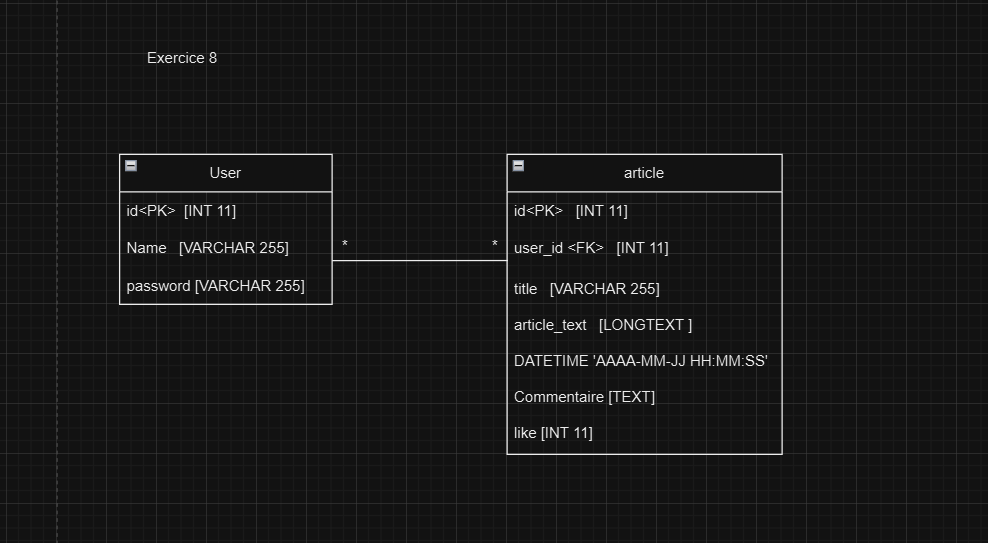 Exercice 8
User
id<PK> [INT 11]
Name [VARCHAR 255]
password [VARCHAR 255]
* *
article
id<PK> [INT 11]
user_id <FK> [INT 11]
title [VARCHAR 255]
article_text [LONGTEXT ]
DATETIME 'AAAA-MM-JJ HH:MM:SS'
Commentaire [TEXT]
like [INT 11]